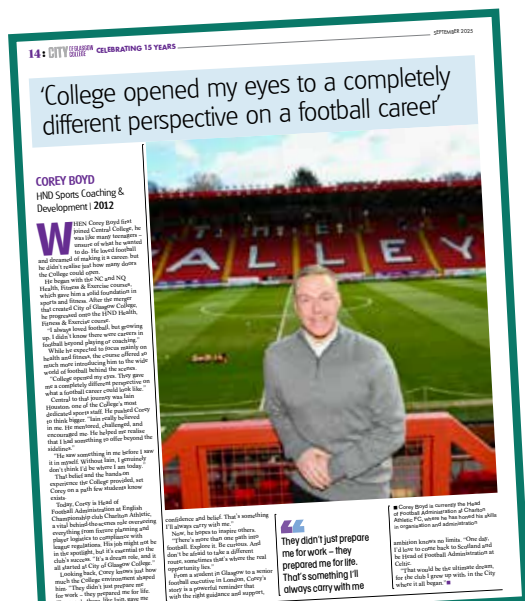 14: CITY OF GLASGOW COLLEGE CELEBRATING 15 YEARS
SEPTEMBER 2025
‘College opened my eyes to a completely
different perspective on a football career’
COREY BOYD
HND Sports Coaching &
Development | 2012
WHEN Corey Boyd first
joined Central College, he
was like many teenagers –
unsure of what he wanted
to do. He loved football
and dreamed of making it a career, but
he didn't realise just how many doors
the College could open.
He began with the NC and NQ
Health, Fitness & Exercise courses,
which gave him a solid foundation in
sports and fitness. After the merger
that created City of Glasgow College,
he progressed onto the HND Health,
Fitness & Exercise course.
"I always loved football, but growing
up, I didn't know there were careers in
football beyond playing or coaching."
While he expected to focus mainly on
health and fitness, the course offered so
much more introducing him to the wide
world of football behind the scenes.
"College opened my eyes. They gave
me a completely different perspective on
what a football career could look like."
Central to that journey was Iain
Houston: one of the College's most
dedicated sports staff. He pushed Corey
to think bigger. "Iain really believed
in me. He mentored, challenged, and
encouraged me. He helped me realise
that I had something to offer beyond the
sidelines."
"He saw something in me before I saw
it in myself. Without Iain, I genuinely
don't think I'd be where I am today."
That belief and the hands-on
experience the College provided, set
Corey on a path few students know
exists.
Today, Corey is Head of
Football Administration at English
Championship club Charlton Athletic,
a vital behind-the-scenes role overseeing
everything from fixture planning and
player logistics to compliance with
league regulations. His job might not be
in the spotlight, but it's essential to the
club's success. "It's a dream role, and it
all started at City of Glasgow College."
Looking back, Corey knows just how
much the College environment shaped
him. "They didn't just prepare me
for work – they prepared me for life.
gave me
confidence and belief. That's something
I'll always carry with me."
Now, he hopes to inspire others.
"There's more than one path into
football. Explore it. Be curious. And
don't be afraid to take a different
route, sometimes that's where the real
opportunity lies."
From a student in Glasgow to a senior
football executive in London, Corey's
story is a powerful reminder that
with the right guidance and support,
They didn't just prepare
me for work – they
prepared me for life.
That's something I'll
always carry with me
■ Corey Boyd is currently the Head
of Football Administration at Charlton
Athletic FC, where he has honed his skills
in organisation and administration
ambition knows no limits. "One day,
I'd love to come back to Scotland and
be Head of Football Administration at
Celtic.
"That would be the ultimate dream,
for the club I grew up with, in the City
where it all began."■
THE
VALLEY